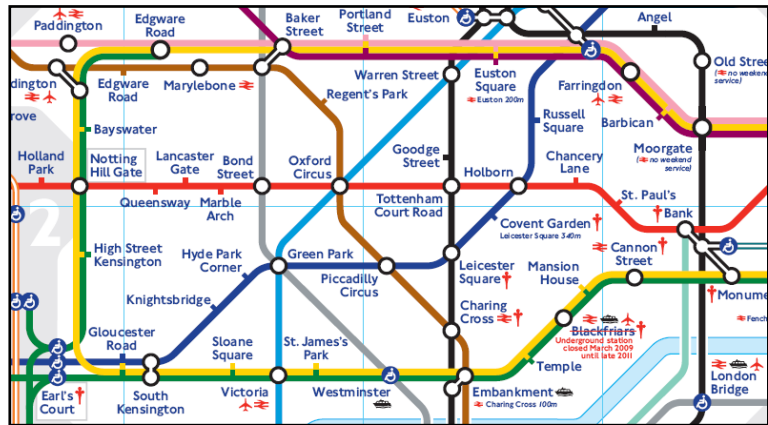 Paddington
Edgware
Road
Baker
Street
Portland
Street
Euston
Angel
dington
Edgware
Road
Marylebone
Regent's Park
Warren Street
Euston
Square
Euston 200m
Farringdon
Old Stree
no weekend
service)
rove
Bayswater
Russell
Square
Barbican
Moorgate
(no weekend
service)
Holland
Park
Notting
Hill Gate
Lancaster
Gate
Bond
Street
Oxford
Circus
Goodge
Street
Holborn
Chancery
Lane
Queensway
Marble
Arch
Tottenham
Court Road
St. Paul's
Bank
2
High Street
Kensington
Hyde Park
Corner
Green Park
Piccadilly
Circus
Covent Garden
Leicester Square 340m
Leicester
Square
Cannon
Street
Mansion
House
Knightsbridge
Charing
Cross
Monume
Fench
Gloucester
Road
Sloane
Square
St. James's
Park
Blackfriars
Underground station
closed March 2009
until late 2011
Temple
Earl's
Court
South
Kensington
Victoria
Westminster
Embankment
Charing Cross 100m
London
Bridge